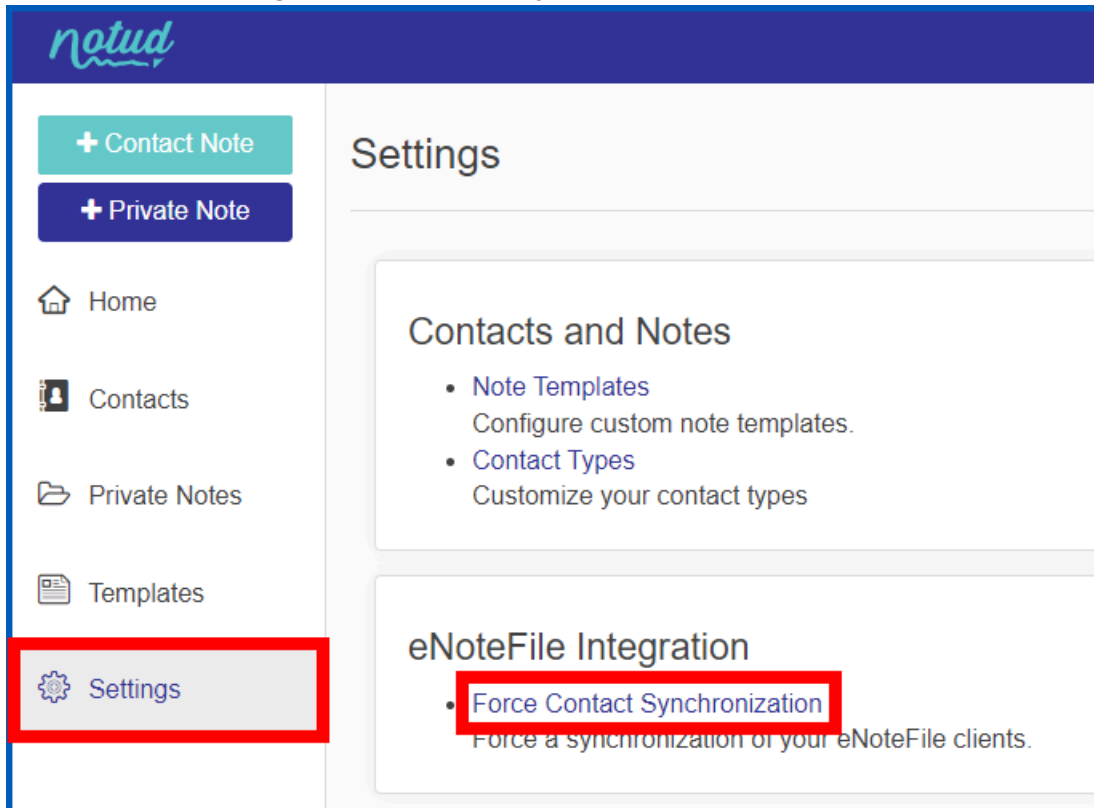 notud
+ Contact Note
+ Private Note
Home
Contacts
Private Notes
Templates
Settings
Settings
Contacts and Notes
• Note Templates
Configure custom note templates.
• Contact Types
Customize your contact types
eNoteFile Integration
• Force Contact Synchronization
Force a synchronization of your eNoteFile clients.